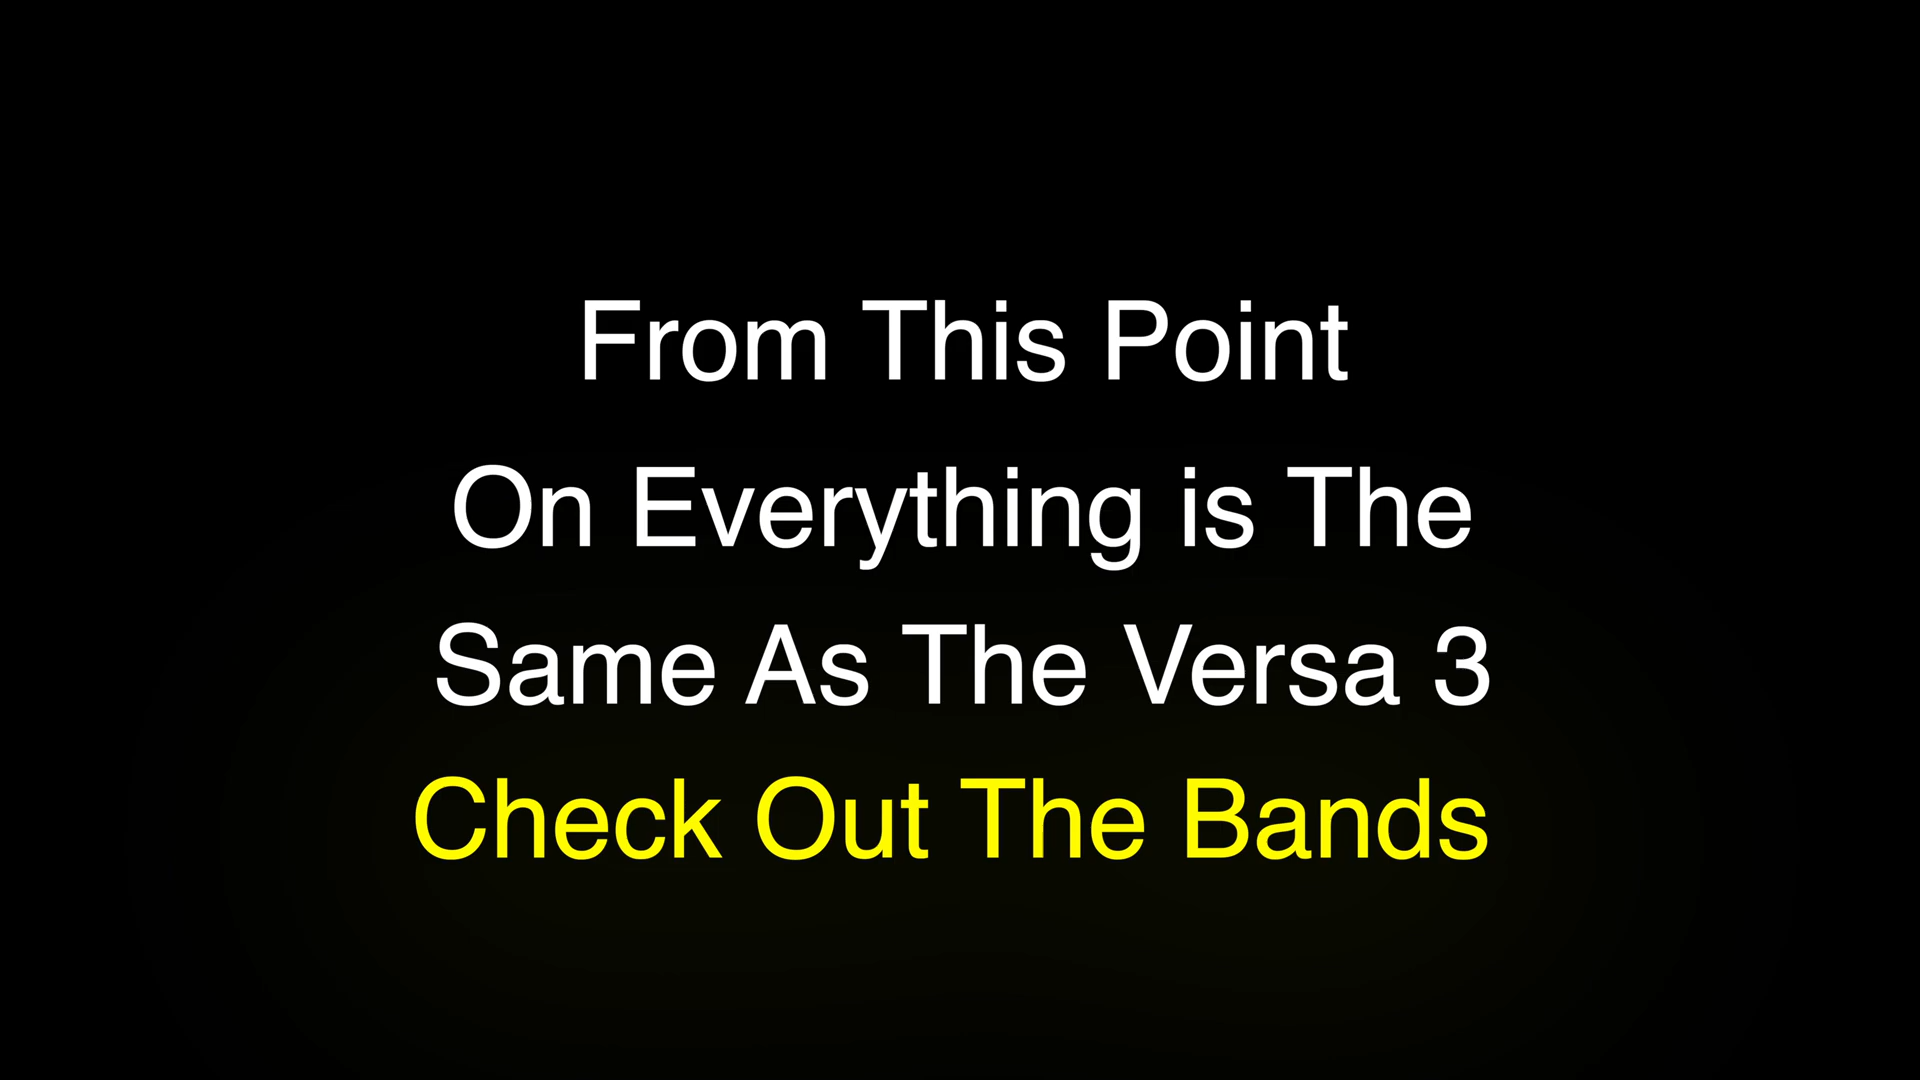 From This Point
On Everything is The
Same As The Versa 3
Check Out The Bands